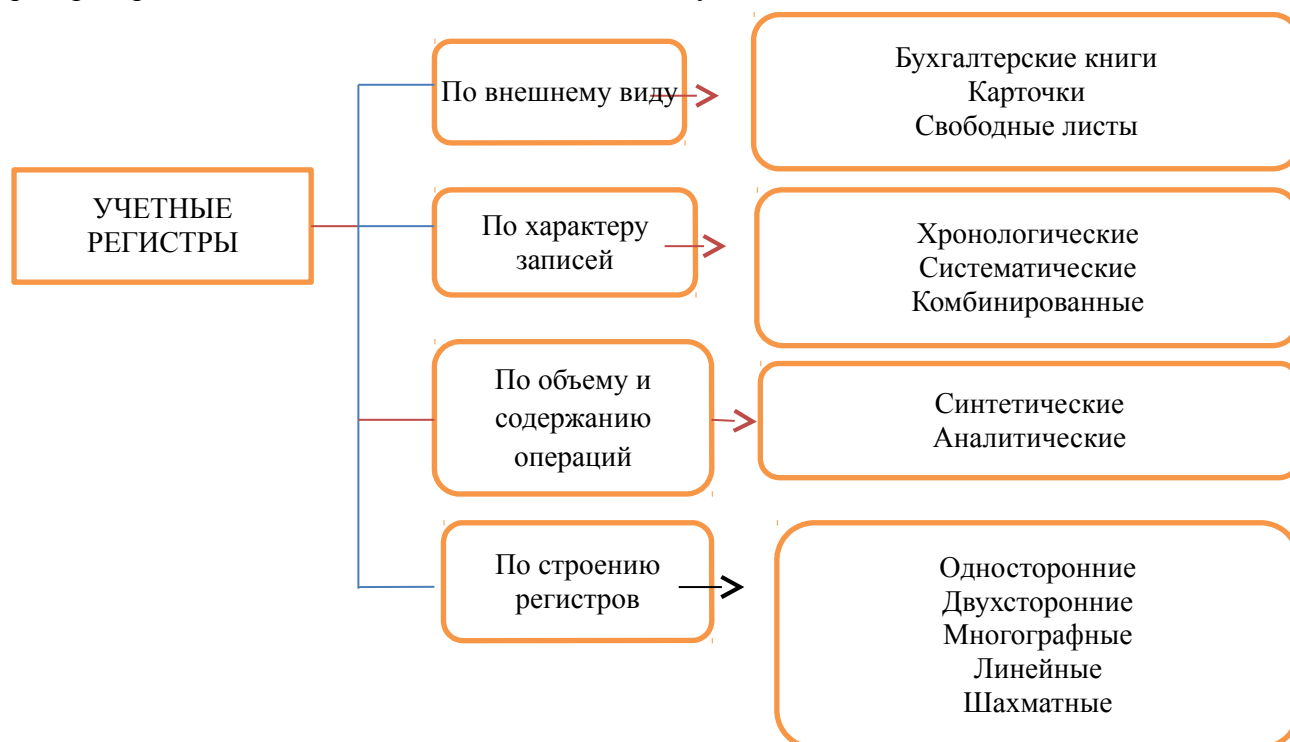 УЧЕТНЫЕ
РЕГИСТРЫ
По внешнему виду
Бухгалтерские книги
Карточки
Свободные листы
По характеру
записей
Хронологические
Систематические
Комбинированные
По объему и
содержанию
операций
Синтетические
Аналитические
По строению
регистров
Односторонние
Двухсторонние
Многографные
Линейные
Шахматные